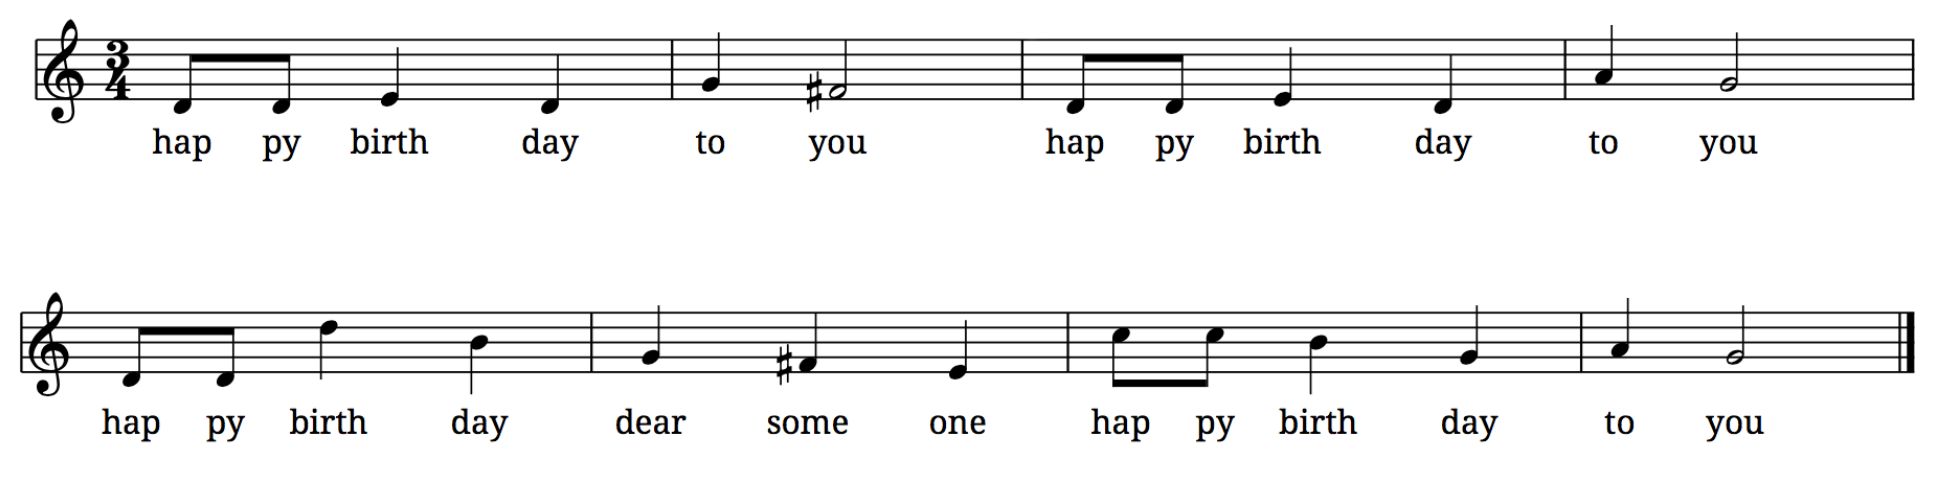 3
4
hap py birth day to you hap py birth day to you
hap py birth day dear some one hap py birth day to you